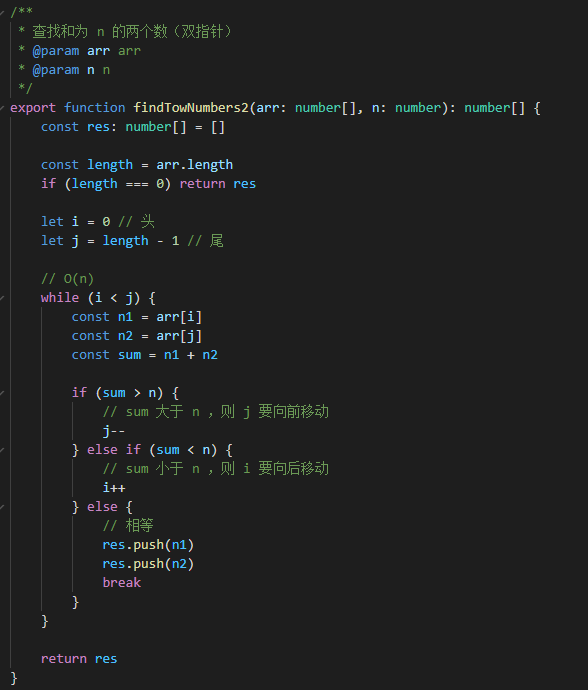 /**
 * 查找和为 n 的两个数（双指针）
 * @param arr arr
 * @param n n
 */
export function findTowNumbers2(arr: number[], n: number): number[] {
    const res: number[] = []

    const length = arr.length
    if (length === 0) return res

    let i = 0 // 头
    let j = length - 1 // 尾

    // O(n)
    while (i < j) {
        const n1 = arr[i]
        const n2 = arr[j]
        const sum = n1 + n2

        if (sum > n) {
            // sum 大于 n ，则 j 要向前移动
            j--
        } else if (sum < n) {
            // sum 小于 n ，则 i 要向后移动
            i++
        } else {
            // 相等
            res.push(n1)
            res.push(n2)
            break
        }
    }

    return res
}